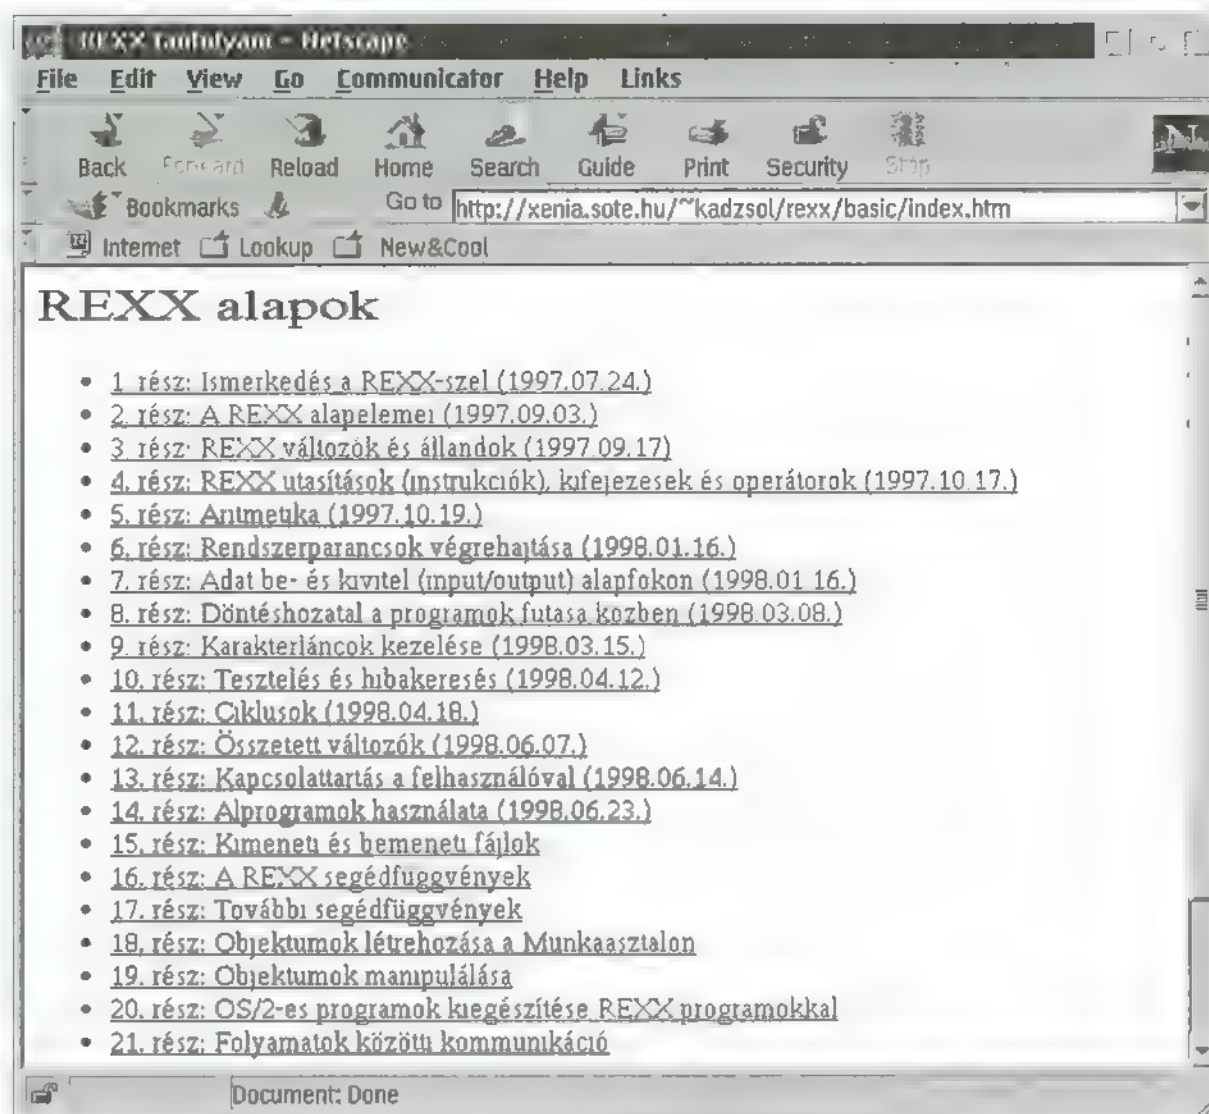 REXX tanfolyam - Netscape
File Edit View Go Communicator Help Links
Back Forward Reload Home Search Guide Print Security Stop
Bookmarks Go to http://xenia.sote.hu/~kadzsol/rexx/basic/index.htm
Internet Lookup New&Cool
REXX alapok
1. rész: Ismerkedés a REXX-szel (1997.07.24.)
2. rész: A REXX alapelemei (1997.09.03.)
3. rész: REXX változók és állandók (1997.09.17)
4. rész: REXX utasítások (instrukciók), kifejezesek és operátorok (1997.10.17.)
5. rész: Aritmetika (1997.10.19.)
6. rész: Rendszerparancsok végrehajtása (1998.01.16.)
7. rész: Adat be- és kivitel (input/output) alapfokon (1998.01.16.)
8. rész: Döntéshozatal a programok futasa közben (1998.03.08.)
9. rész: Karakterláncok kezelése (1998.03.15.)
10. rész: Tesztelés és hibakeresés (1998.04.12.)
11. rész: Ciklusok (1998.04.18.)
12. rész: Összetett változók (1998.06.07.)
13. rész: Kapcsolattartás a felhasználóval (1998.06.14.)
14. rész: Alprogramok használata (1998.06.23.)
15. rész: Kimeneti és bemeneti fájlok
16. rész: A REXX segédfuggvények
17. rész: További segédfüggvények
18. rész: Objektumok létrehozása a Munkaasztalon
19. rész: Objektumok manipulálása
20. rész: OS/2-es programok kiegészítése REXX programokkal
21. rész: Folyamatok közötti kommunikáció
Document: Done